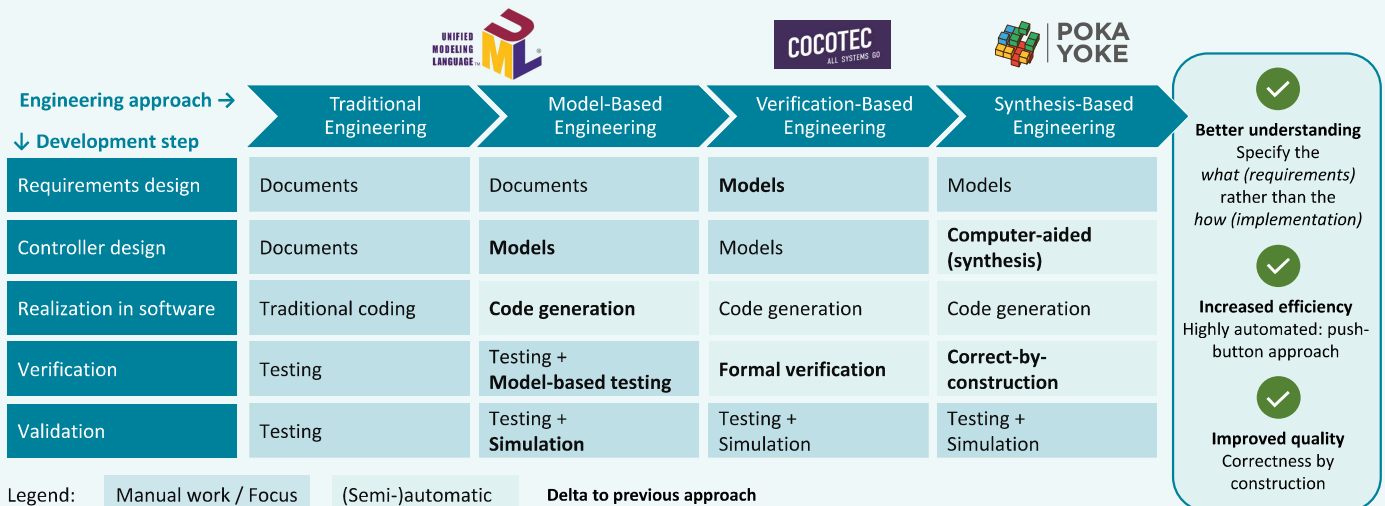 UNIFIED
MODELING
LANGUAGE™
UML
COCOTEC
ALL SYSTEMS GO
POKA
YOKE
Engineering approach →
↓ Development step
Traditional
Engineering
Model-Based
Engineering
Verification-Based
Engineering
Synthesis-Based
Engineering
Requirements design
Documents
Documents
Models
Models
Controller design
Documents
Models
Models
Computer-aided
(synthesis)
Realization in software
Traditional coding
Code generation
Code generation
Code generation
Verification
Testing
Testing +
Model-based testing
Formal verification
Correct-by-
construction
Validation
Testing
Testing +
Simulation
Testing +
Simulation
Testing +
Simulation
Better understanding
Specify the
what (requirements)
rather than the
how (implementation)
Increased efficiency
Highly automated: push-
button approach
Improved quality
Correctness by
construction
Legend:
Manual work / Focus
(Semi-)automatic
Delta to previous approach